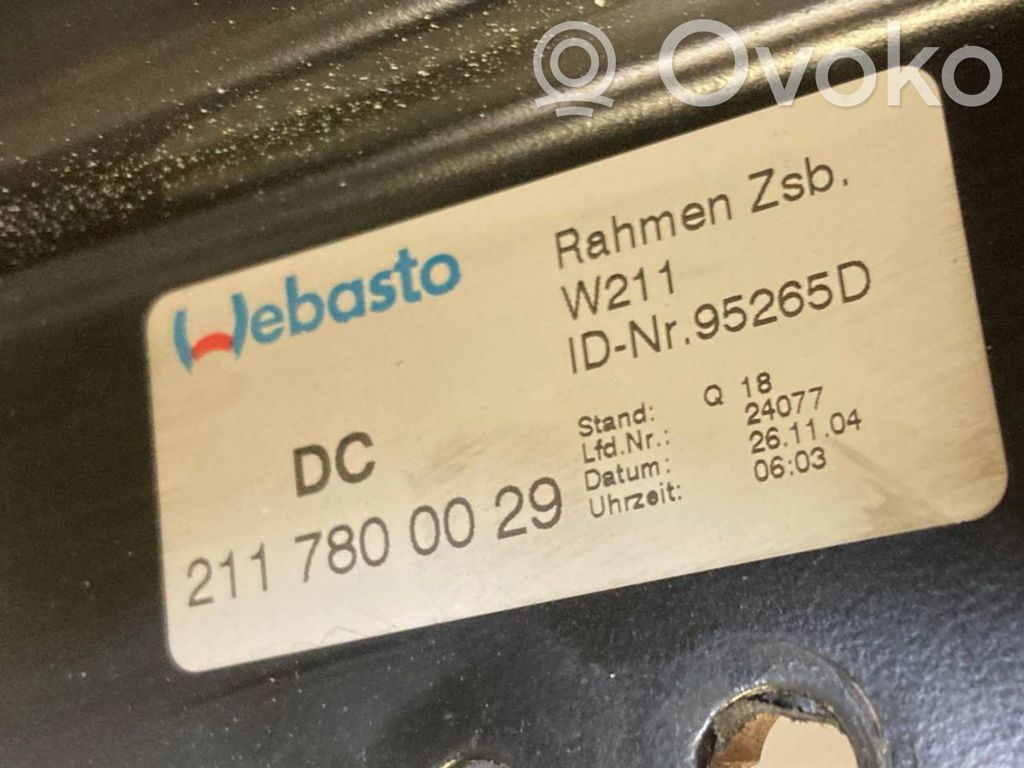 Ovoko
Webasto
Rahmen Zsb.
W211
ID-Nr.95265D
DC
211 780 00 29
Stand: Q 18
Lfd.Nr.: 24077
Datum: 26.11.04
Uhrzeit: 06:03